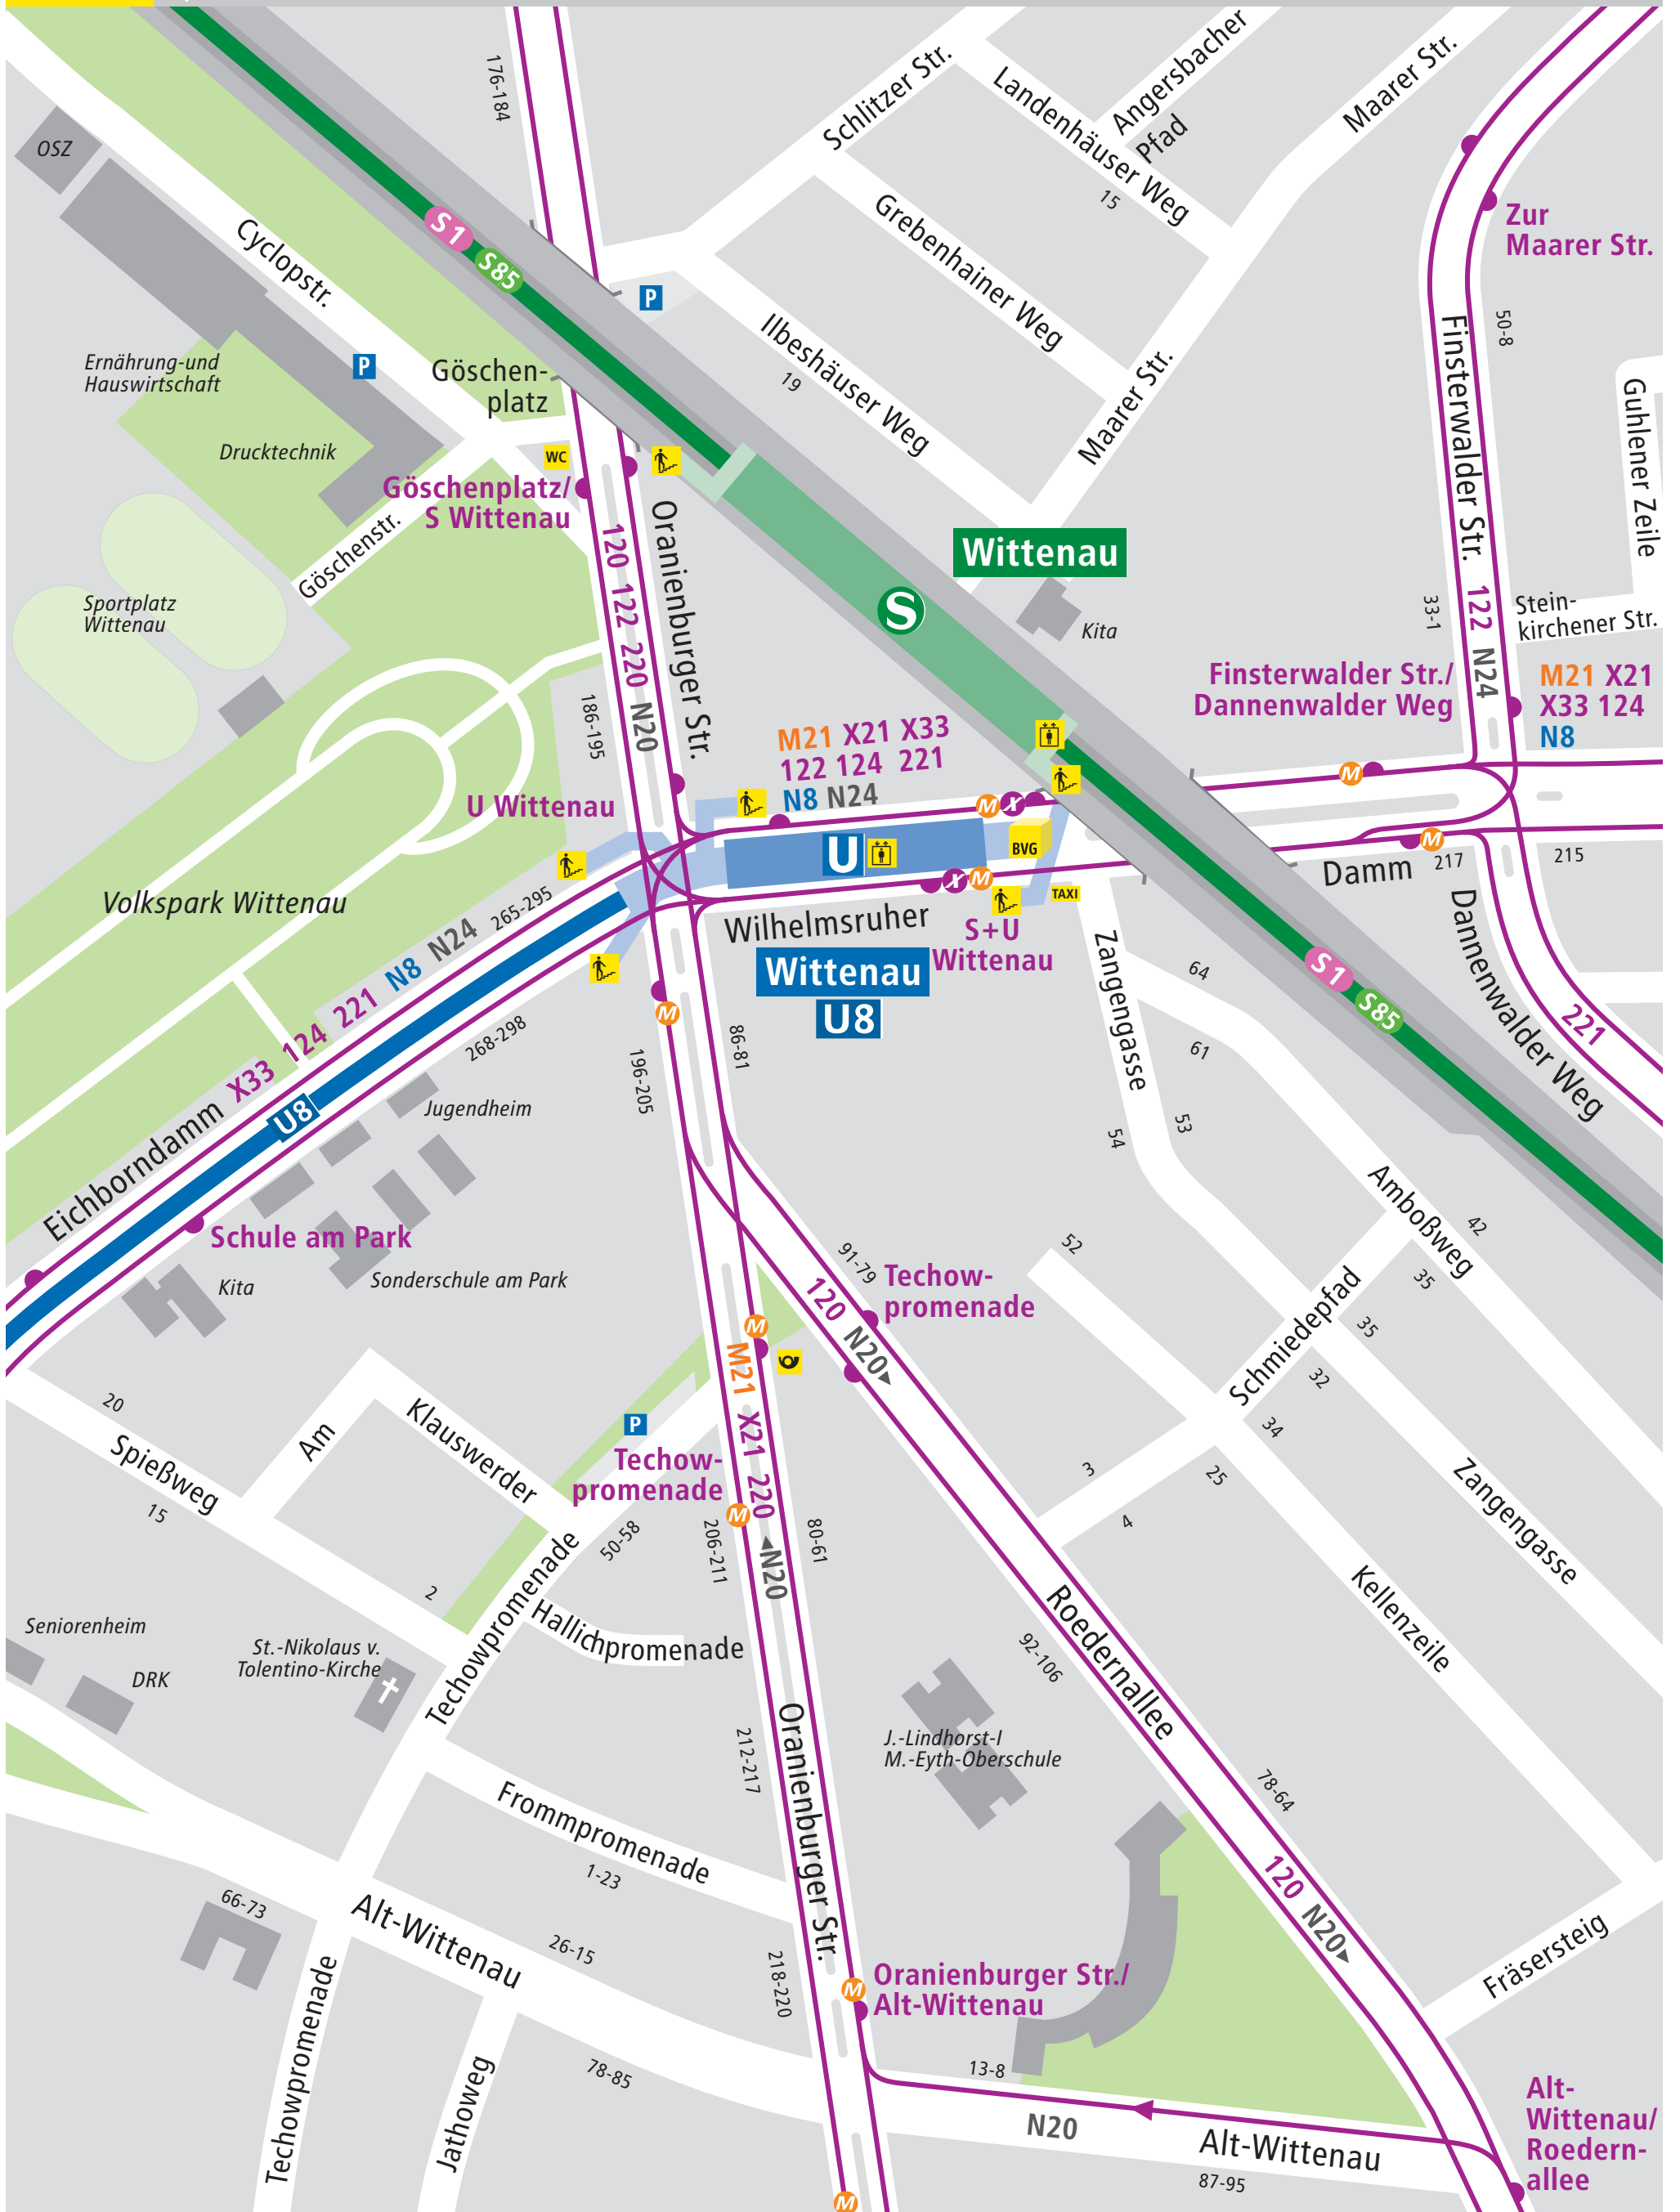 176-184
Schlitzer Str.
Landenhäuser Weg
15
Angersbacher
Pfad
Maarer Str.
OSZ
Cyclopstr.
S1
S85
P
Grebenhainer Weg
Zur
Maarer Str.
Ernährung-und
Hauswirtschaft
P
Göschen-
platz
Ilbeshäuser Weg
19
Maarer Str.
Finsterwalder Str.
50-8
Guhlener Zeile
Drucktechnik
WC
Göschenplatz/
S Wittenau
Göschenstr.
120 122 220 N20
Oranienburger Str.
Wittenau
S
Kita
Sportplatz
Wittenau
33-1
122 N24
Stein-
kirchener Str.
186-195
Finsterwalder Str./
Dannenwalder Weg
M21 X21
X33 124
N8
M21 X21 X33
122 124 221
N8 N24
U Wittenau
M
X
M
U
BVG
M
X
M
TAXI
Damm
217
215
Volkspark Wittenau
265-295
Wilhelmsruher
S+U
Wittenau
Wittenau
U8
Zangengasse
64
61
S1
S85
Dannenwalder Weg
221
Eichborndamm
X33 124 221 N8 N24
U8
268-298
M
86-81
196-205
Jugendheim
54
53
Schule am Park
Kita
Sonderschule am Park
52
Amboßweg
42
35
91-79
Techow-
promenade
120 N20
Schmiedepfad
35
32
34
25
M
M21 X21 220
N20
20
Spießweg
15
Am
Klauswerder
P
Techow-
promenade
M
3
4
Zangengasse
50-58
206-211
80-61
2
Kellenzeile
Seniorenheim
DRK
St.-Nikolaus v.
Tolentino-Kirche
Techowpromenade
Hallichpromenade
Roedernallee
92-106
212-217
Oranienburger Str.
J.-Lindhorst-I
M.-Eyth-Oberschule
78-64
Frommpromenade
1-23
66-73
Alt-Wittenau
26-15
120 N20
Fräsersteig
218-220
M
Oranienburger Str./
Alt-Wittenau
Techowpromenade
Jathoweg
78-85
13-8
N20
Alt-Wittenau
87-95
Alt-
Wittenau/
Roedern-
allee
M